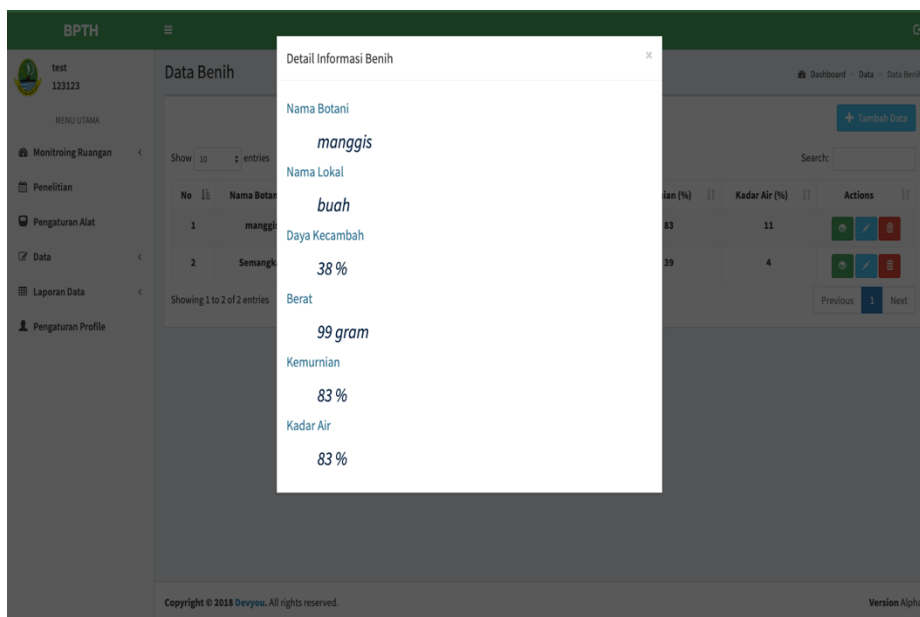 BPTH
test
123123
MENU UTAMA
Monitroing Ruangan
Penelitian
Pengaturan Alat
Data
Laporan Data
Pengaturan Profile
Data Benih
Dashboard > Data > Data Benih
Tambah Data
Show 10 entries
Search:
No Nama Botan Kadar Air (%) Actions
1 manggis 83 11
2 Semangk 39 4
Showing 1 to 2 of 2 entries
Previous 1 Next
Detail Informasi Benih ×
Nama Botani
manggis
Nama Lokal
buah
Daya Kecambah
38 %
Berat
99 gram
Kemurnian
83 %
Kadar Air
83 %
Copyright © 2018 Devyou. All rights reserved.
Version Alpha